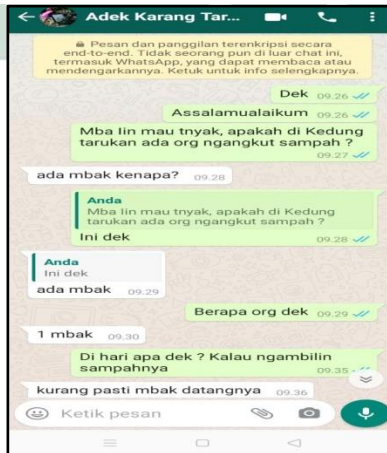 Adek Karang Tar...
Pesan dan panggilan terenkripsi secara
end-to-end. Tidak seorang pun di luar chat ini,
termasuk WhatsApp, yang dapat membaca atau
mendengarkannya. Ketuk untuk info selengkapnya.
Dek 09.26
Assalamualaikum 09.26
Mba Iin mau tnyak, apakah di Kedung
tarukan ada org ngangkut sampah ?
09.27
ada mbak kenapa? 09.28
Anda
Mba Iin mau tnyak, apakah di Kedung
tarukan ada org ngangkut sampah ?
Ini dek 09.28
Anda
Ini dek
ada mbak 09.29
Berapa org dek 09.29
1 mbak 09.30
Di hari apa dek ? Kalau ngambilin
sampahnya 09.35
kurang pasti mbak datangnya 09.36
Ketik pesan